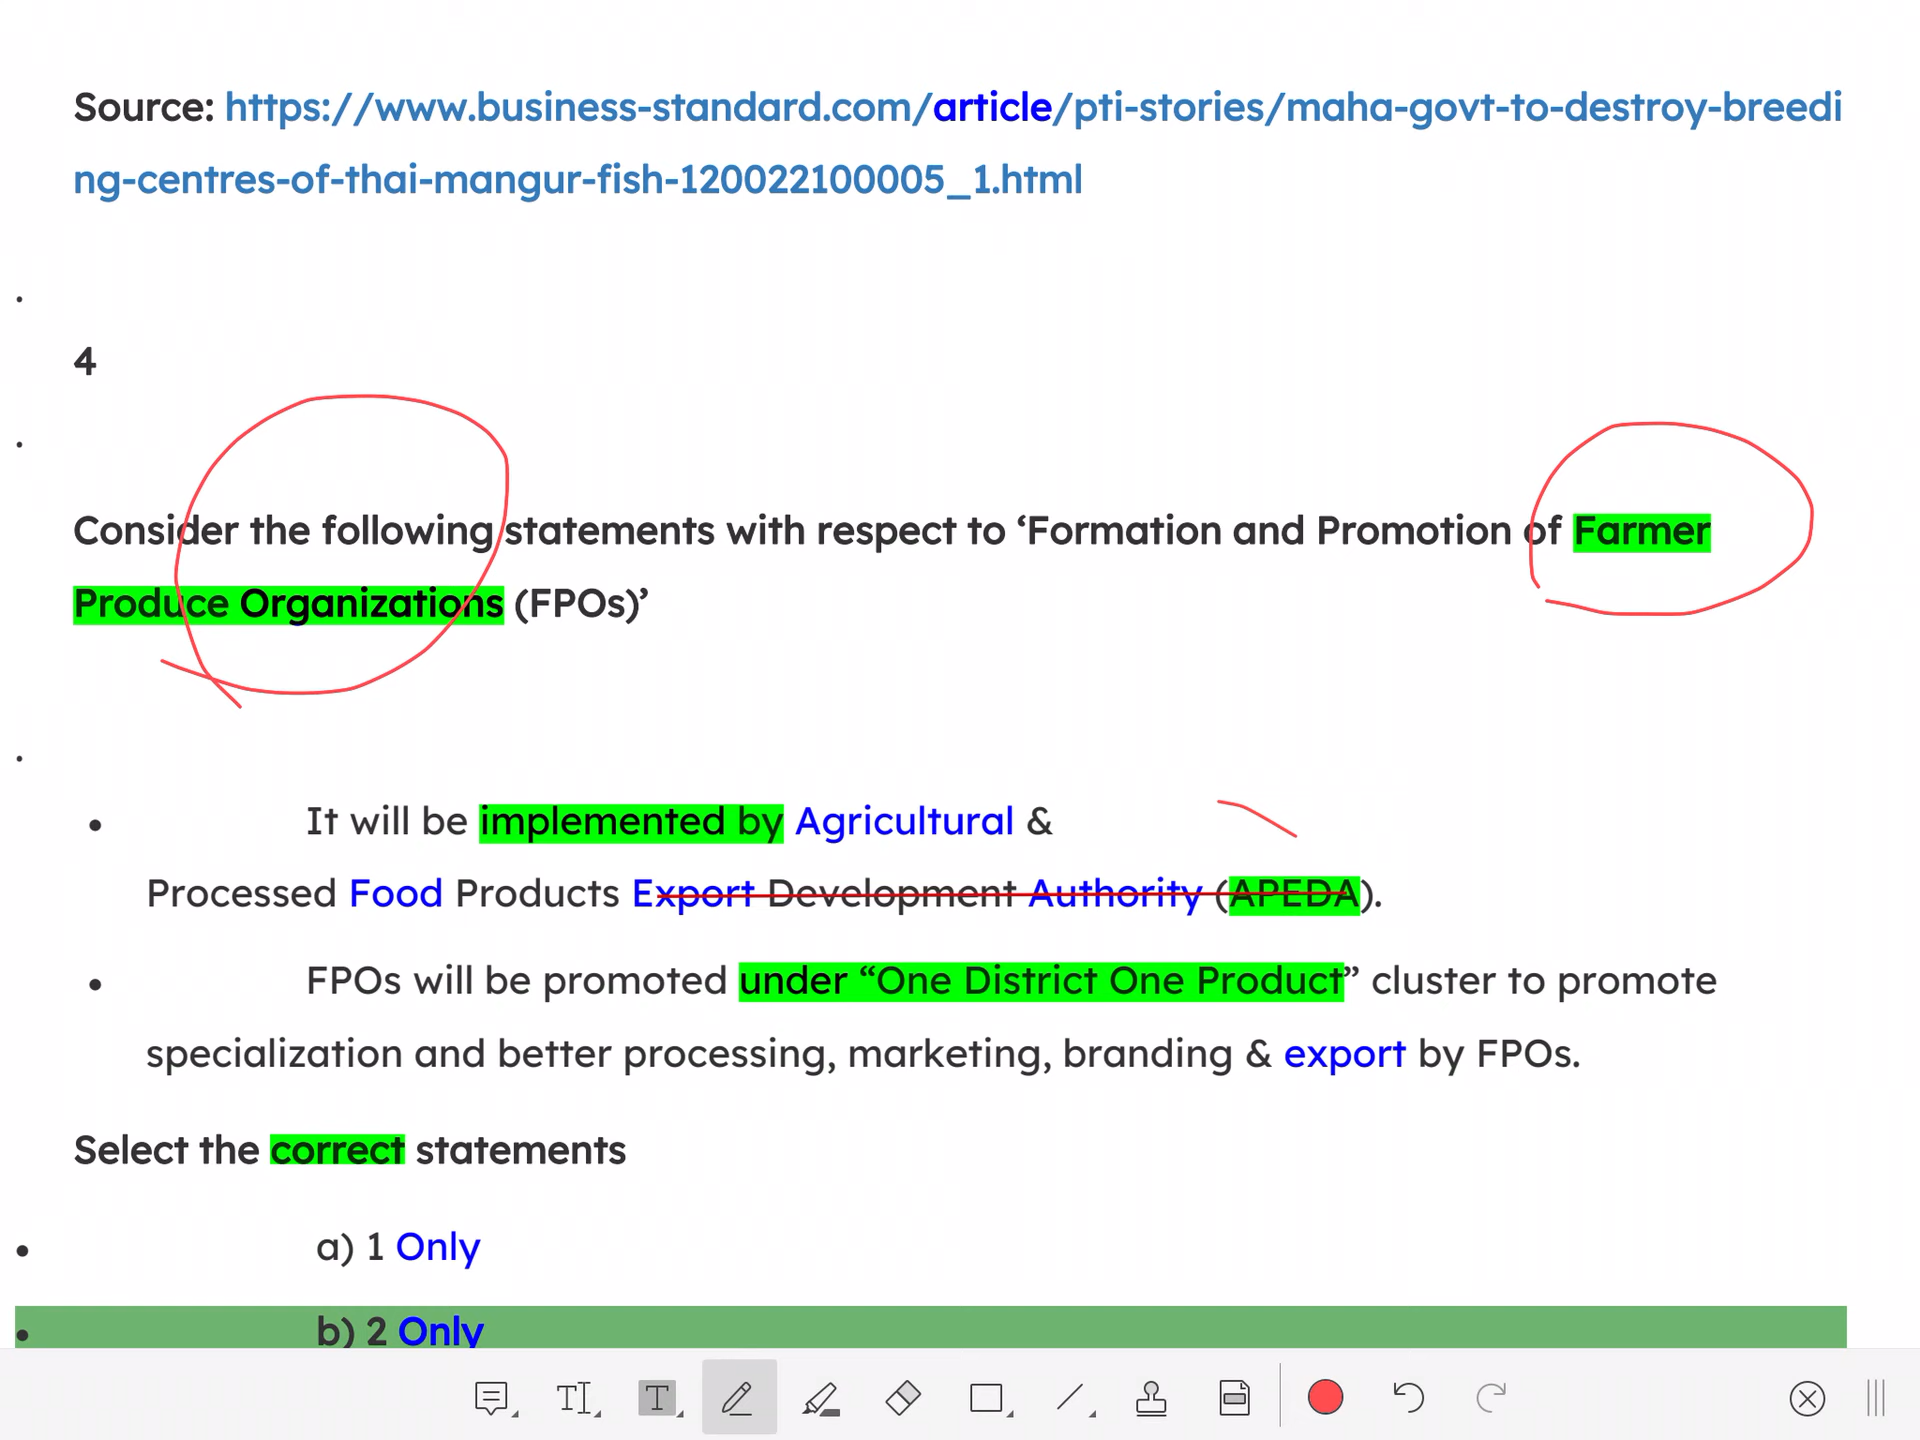 Source: https://www.business-standard.com/article/pti-stories/maha-govt-to-destroy-breedi
ng-centres-of-thai-mangur-fish-120022100005_1.html
.
4
.
Consider the following statements with respect to ‘Formation and Promotion of Farmer
Produce Organizations (FPOs)’
.
• It will be implemented by Agricultural &
Processed Food Products Export Development Authority (APEDA).
• FPOs will be promoted under “One District One Product” cluster to promote
specialization and better processing, marketing, branding & export by FPOs.
Select the correct statements
• a) 1 Only
• b) 2 Only